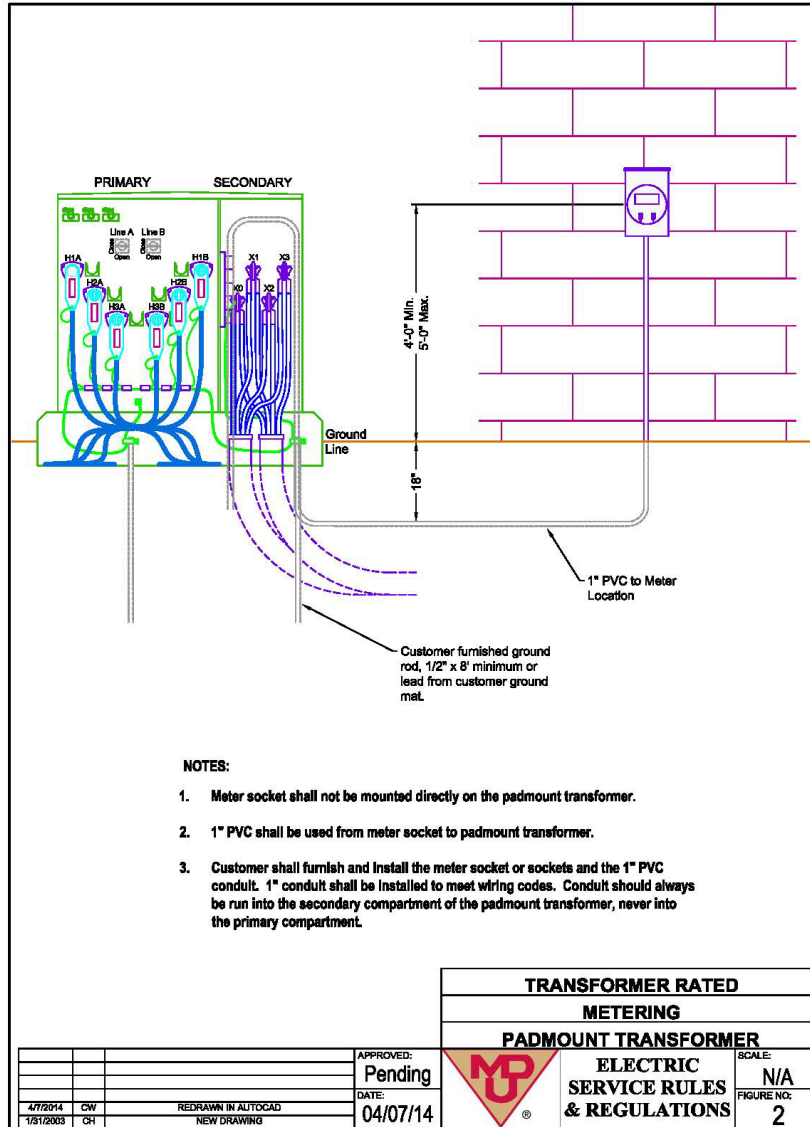 PRIMARY SECONDARY
Line A Line B
Close Close
Open Open
H1A H1B
H2A H2B
H3A H3B
X1 X3
X0 X2
4'-0" Min.
5'-0" Max.
Ground
Line
18"
1" PVC to Meter
Location
Customer furnished ground
rod, 1/2" x 8' minimum or
lead from customer ground
mat.
NOTES:
1. Meter socket shall not be mounted directly on the padmount transformer.
2. 1" PVC shall be used from meter socket to padmount transformer.
3. Customer shall furnish and install the meter socket or sockets and the 1" PVC
conduit. 1" conduit shall be installed to meet wiring codes. Conduit should always
be run into the secondary compartment of the padmount transformer, never into
the primary compartment.
TRANSFORMER RATED
METERING
PADMOUNT TRANSFORMER
4/7/2014 CW REDRAWN IN AUTOCAD
1/31/2003 CH NEW DRAWING
APPROVED:
Pending
DATE:
04/07/14
MDU
®
ELECTRIC
SERVICE RULES
& REGULATIONS
SCALE:
N/A
FIGURE NO:
2